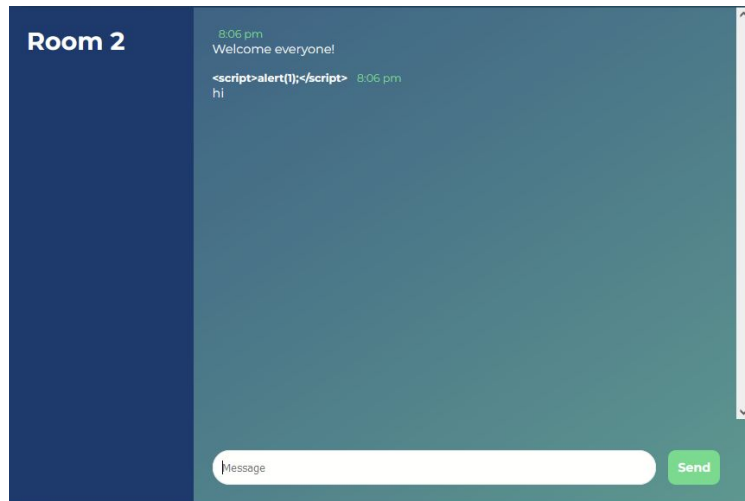 Room 2
8:06 pm
Welcome everyone!
<script>alert(1);</script> 8:06 pm
hi
Message
Send